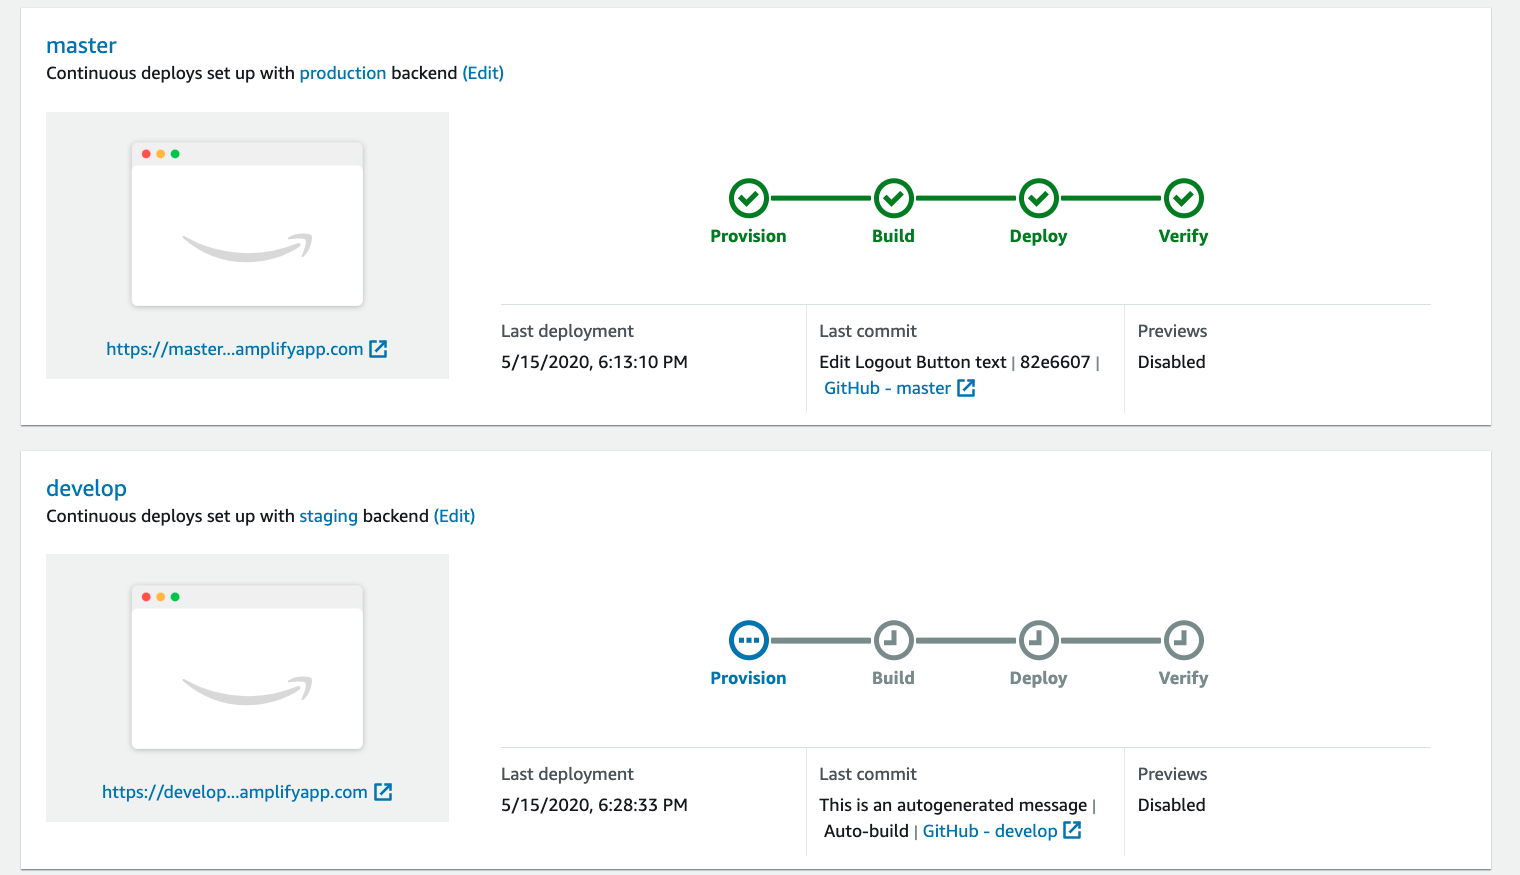 master
Continuous deploys set up with production backend (Edit)
https://master...amplifyapp.com
Provision Build Deploy Verify
Last deployment
5/15/2020, 6:13:10 PM
Last commit
Edit Logout Button text | 82e6607 |
GitHub - master
Previews
Disabled
develop
Continuous deploys set up with staging backend (Edit)
https://develop...amplifyapp.com
Provision Build Deploy Verify
Last deployment
5/15/2020, 6:28:33 PM
Last commit
This is an autogenerated message |
Auto-build | GitHub - develop
Previews
Disabled